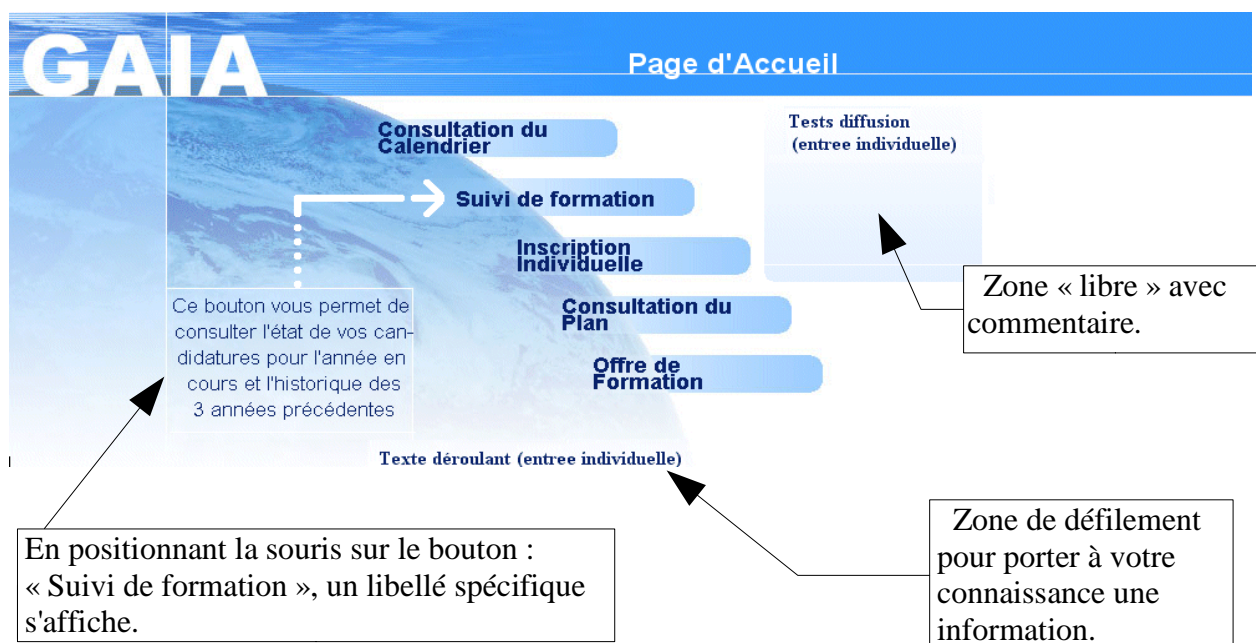 GAIA
Page d'Accueil
Consultation du
Calendrier
Tests diffusion
(entree individuelle)
Suivi de formation
Inscription
Individuelle
Zone « libre » avec
commentaire.
Ce bouton vous permet de
consulter l'état de vos can-
didatures pour l'année en
cours et l'historique des
3 années précédentes
Consultation du
Plan
Offre de
Formation
Texte déroulant (entree individuelle)
En positionnant la souris sur le bouton :
« Suivi de formation », un libellé spécifique
s'affiche.
Zone de défilement
pour porter à votre
connaissance une
information.